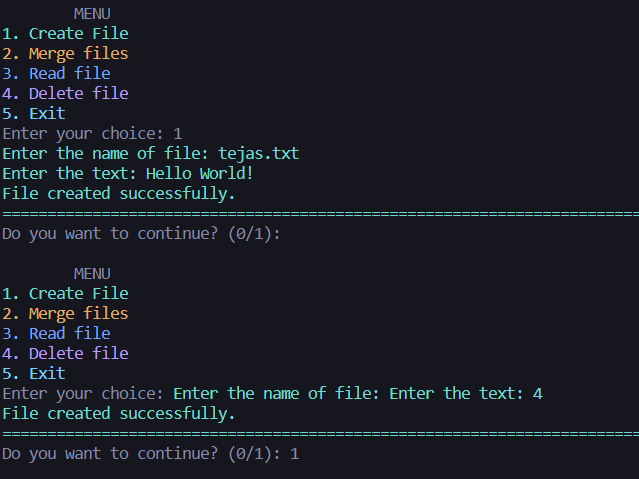 MENU
1. Create File
2. Merge files
3. Read file
4. Delete file
5. Exit
Enter your choice: 1
Enter the name of file: tejas.txt
Enter the text: Hello World!
File created successfully.
=======================================================================
Do you want to continue? (0/1):
MENU
1. Create File
2. Merge files
3. Read file
4. Delete file
5. Exit
Enter your choice: Enter the name of file: Enter the text: 4
File created successfully.
=======================================================================
Do you want to continue? (0/1): 1